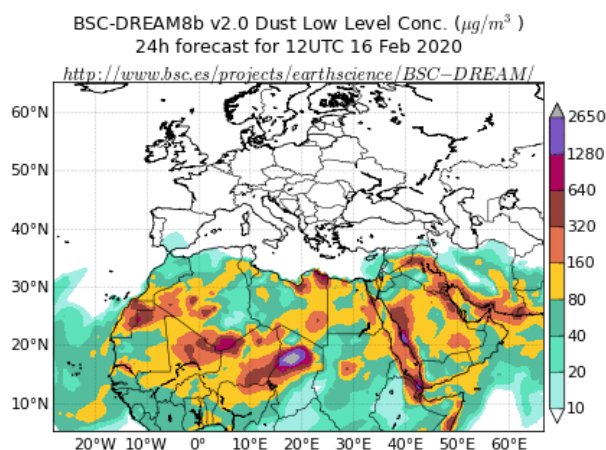 BSC-DREAM8b v2.0 Dust Low Level Conc. (μg/m³ )
24h forecast for 12UTC 16 Feb 2020
http://www.bsc.es/projects/earthscience/BSC−DREAM/
60°N
50°N
40°N
30°N
20°N
10°N
20°W 10°W 0° 10°E 20°E 30°E 40°E 50°E 60°E
2650
1280
640
320
160
80
40
20
10